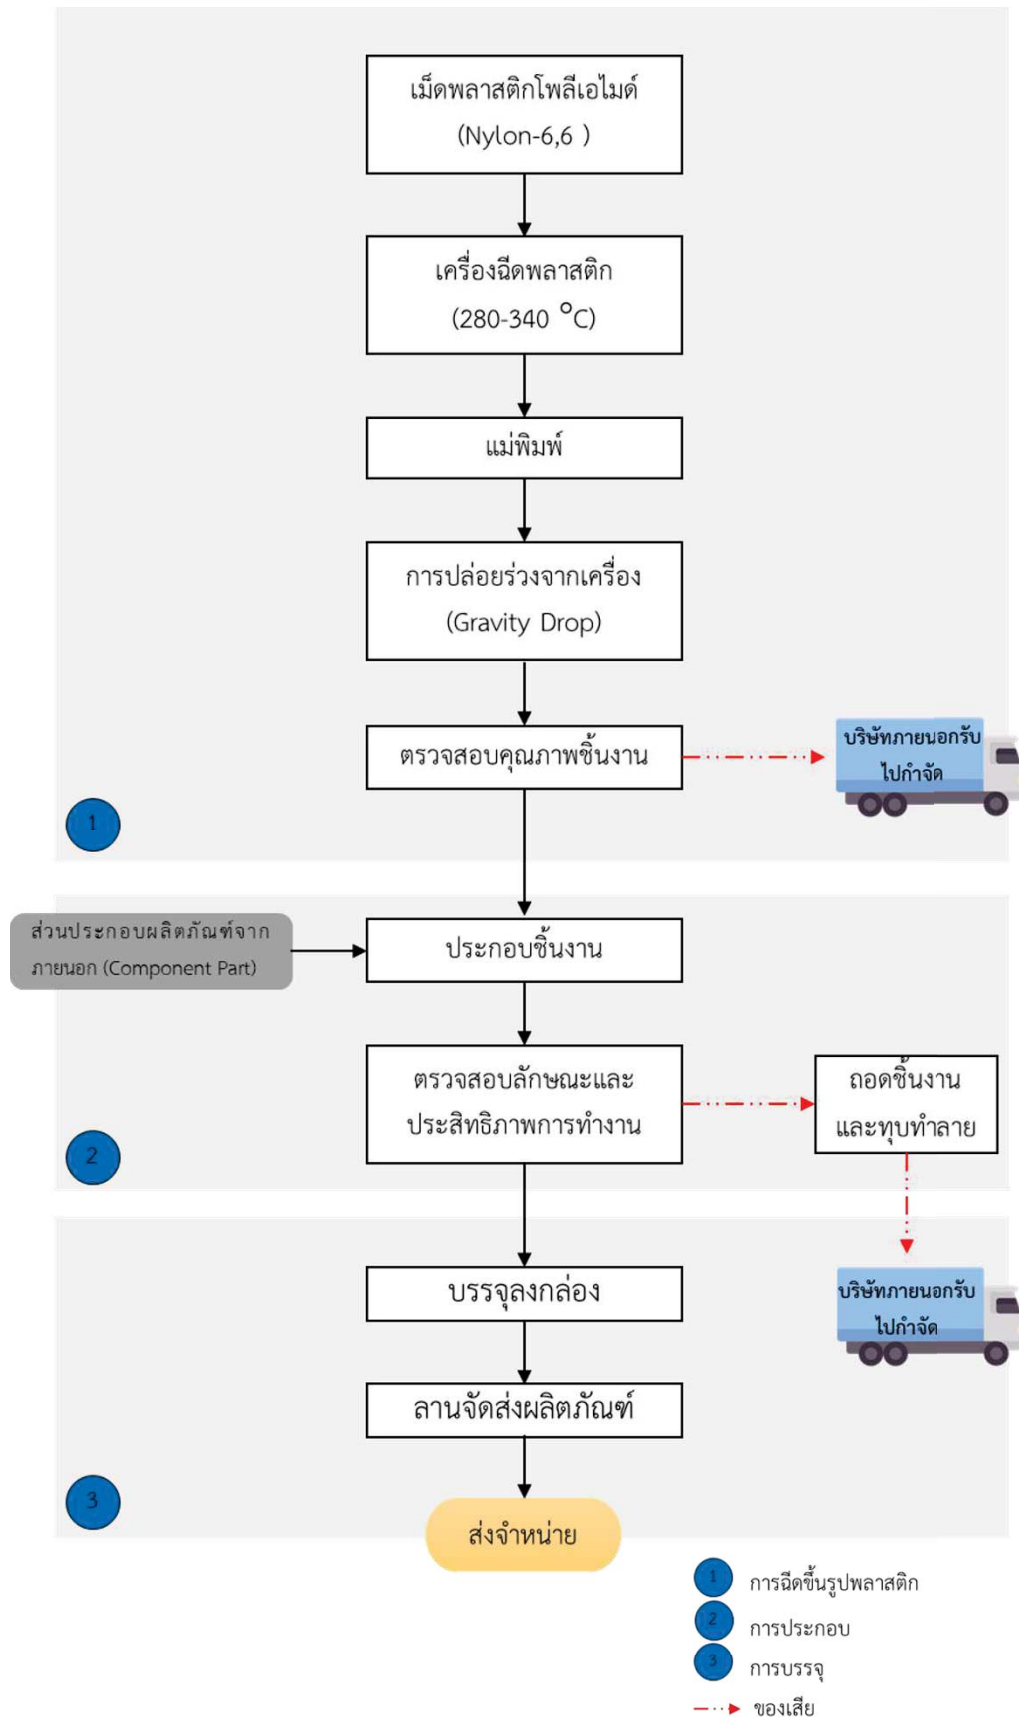 เม็ดพลาสติกโพลีเอไมด์
(Nylon-6,6 )
เครื่องฉีดพลาสติก
(280-340 °C)
แม่พิมพ์
การปล่อยร่วงจากเครื่อง
(Gravity Drop)
ตรวจสอบคุณภาพชิ้นงาน
บริษัทภายนอกรับ
ไปกำจัด
1
ส่วนประกอบผลิตภัณฑ์จาก
ภายนอก (Component Part)
ประกอบชิ้นงาน
ตรวจสอบลักษณะและ
ประสิทธิภาพการทำงาน
ถอดชิ้นงาน
และทุบทำลาย
2
บรรจุลงกล่อง
บริษัทภายนอกรับ
ไปกำจัด
ลานจัดส่งผลิตภัณฑ์
3
ส่งจำหน่าย
1 การฉีดขึ้นรูปพลาสติก
2 การประกอบ
3 การบรรจุ
ของเสีย